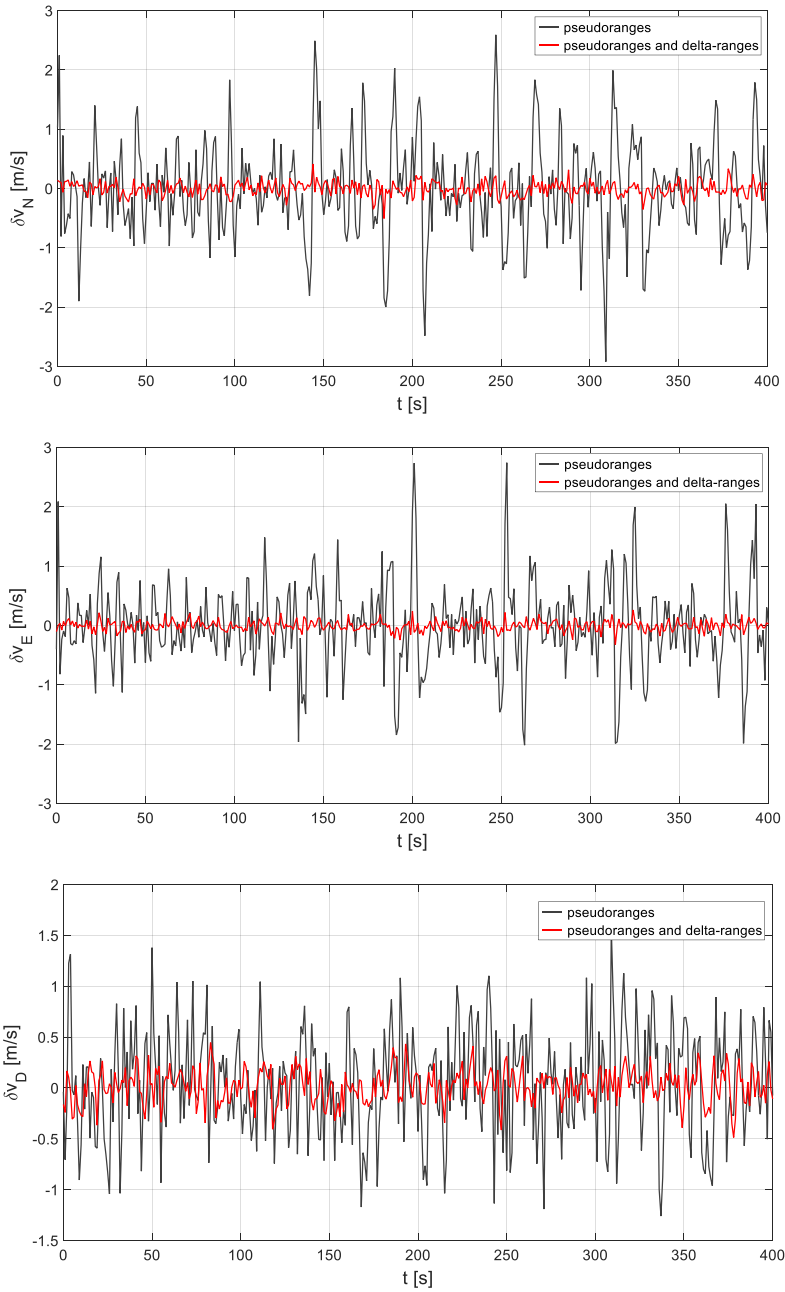 3
2
1
0
-1
-2
-3
δv_N [m/s]
pseudoranges
pseudoranges and delta-ranges
0 50 100 150 200 250 300 350 400
t [s]
3
2
1
0
-1
-2
-3
δv_E [m/s]
pseudoranges
pseudoranges and delta-ranges
0 50 100 150 200 250 300 350 400
t [s]
2
1.5
1
0.5
0
-0.5
-1
-1.5
δv_D [m/s]
pseudoranges
pseudoranges and delta-ranges
0 50 100 150 200 250 300 350 400
t [s]